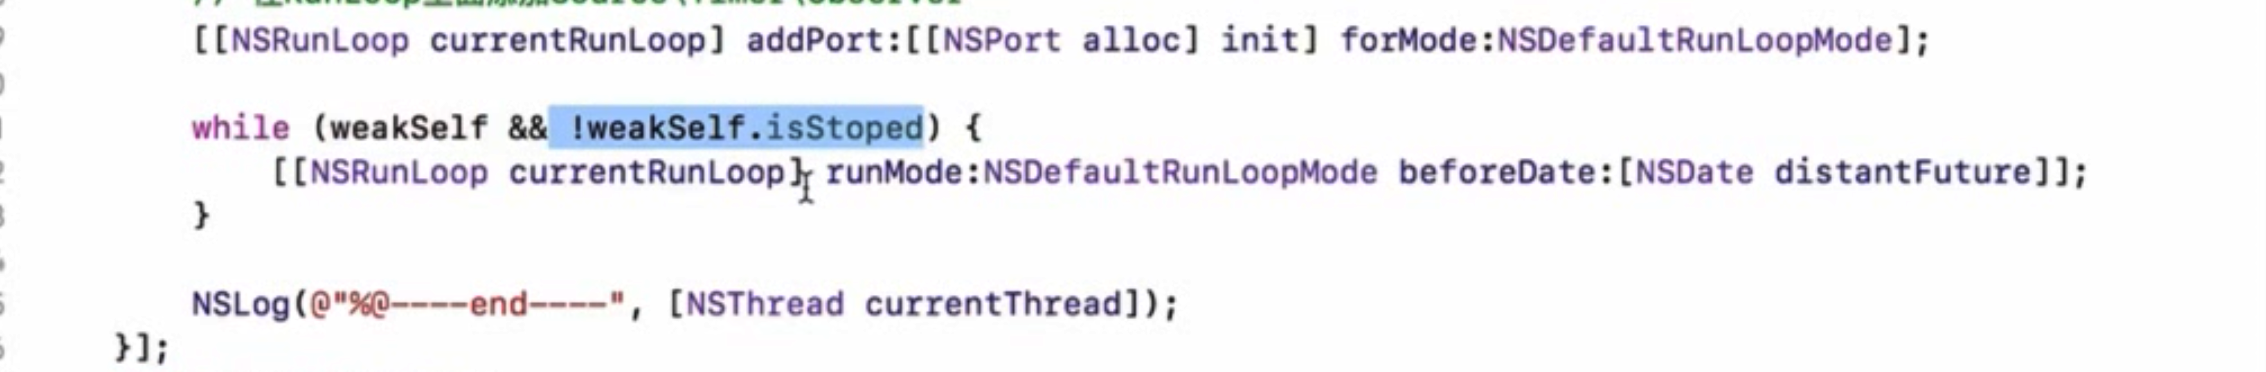 [[NSRunLoop currentRunLoop] addPort:[[NSPort alloc] init] forMode:NSDefaultRunLoopMode];
while (weakSelf && !weakSelf.isStoped) {
[[NSRunLoop currentRunLoop] runMode:NSDefaultRunLoopMode beforeDate:[NSDate distantFuture]];
}
NSLog(@"%@----end----", [NSThread currentThread]);
}];